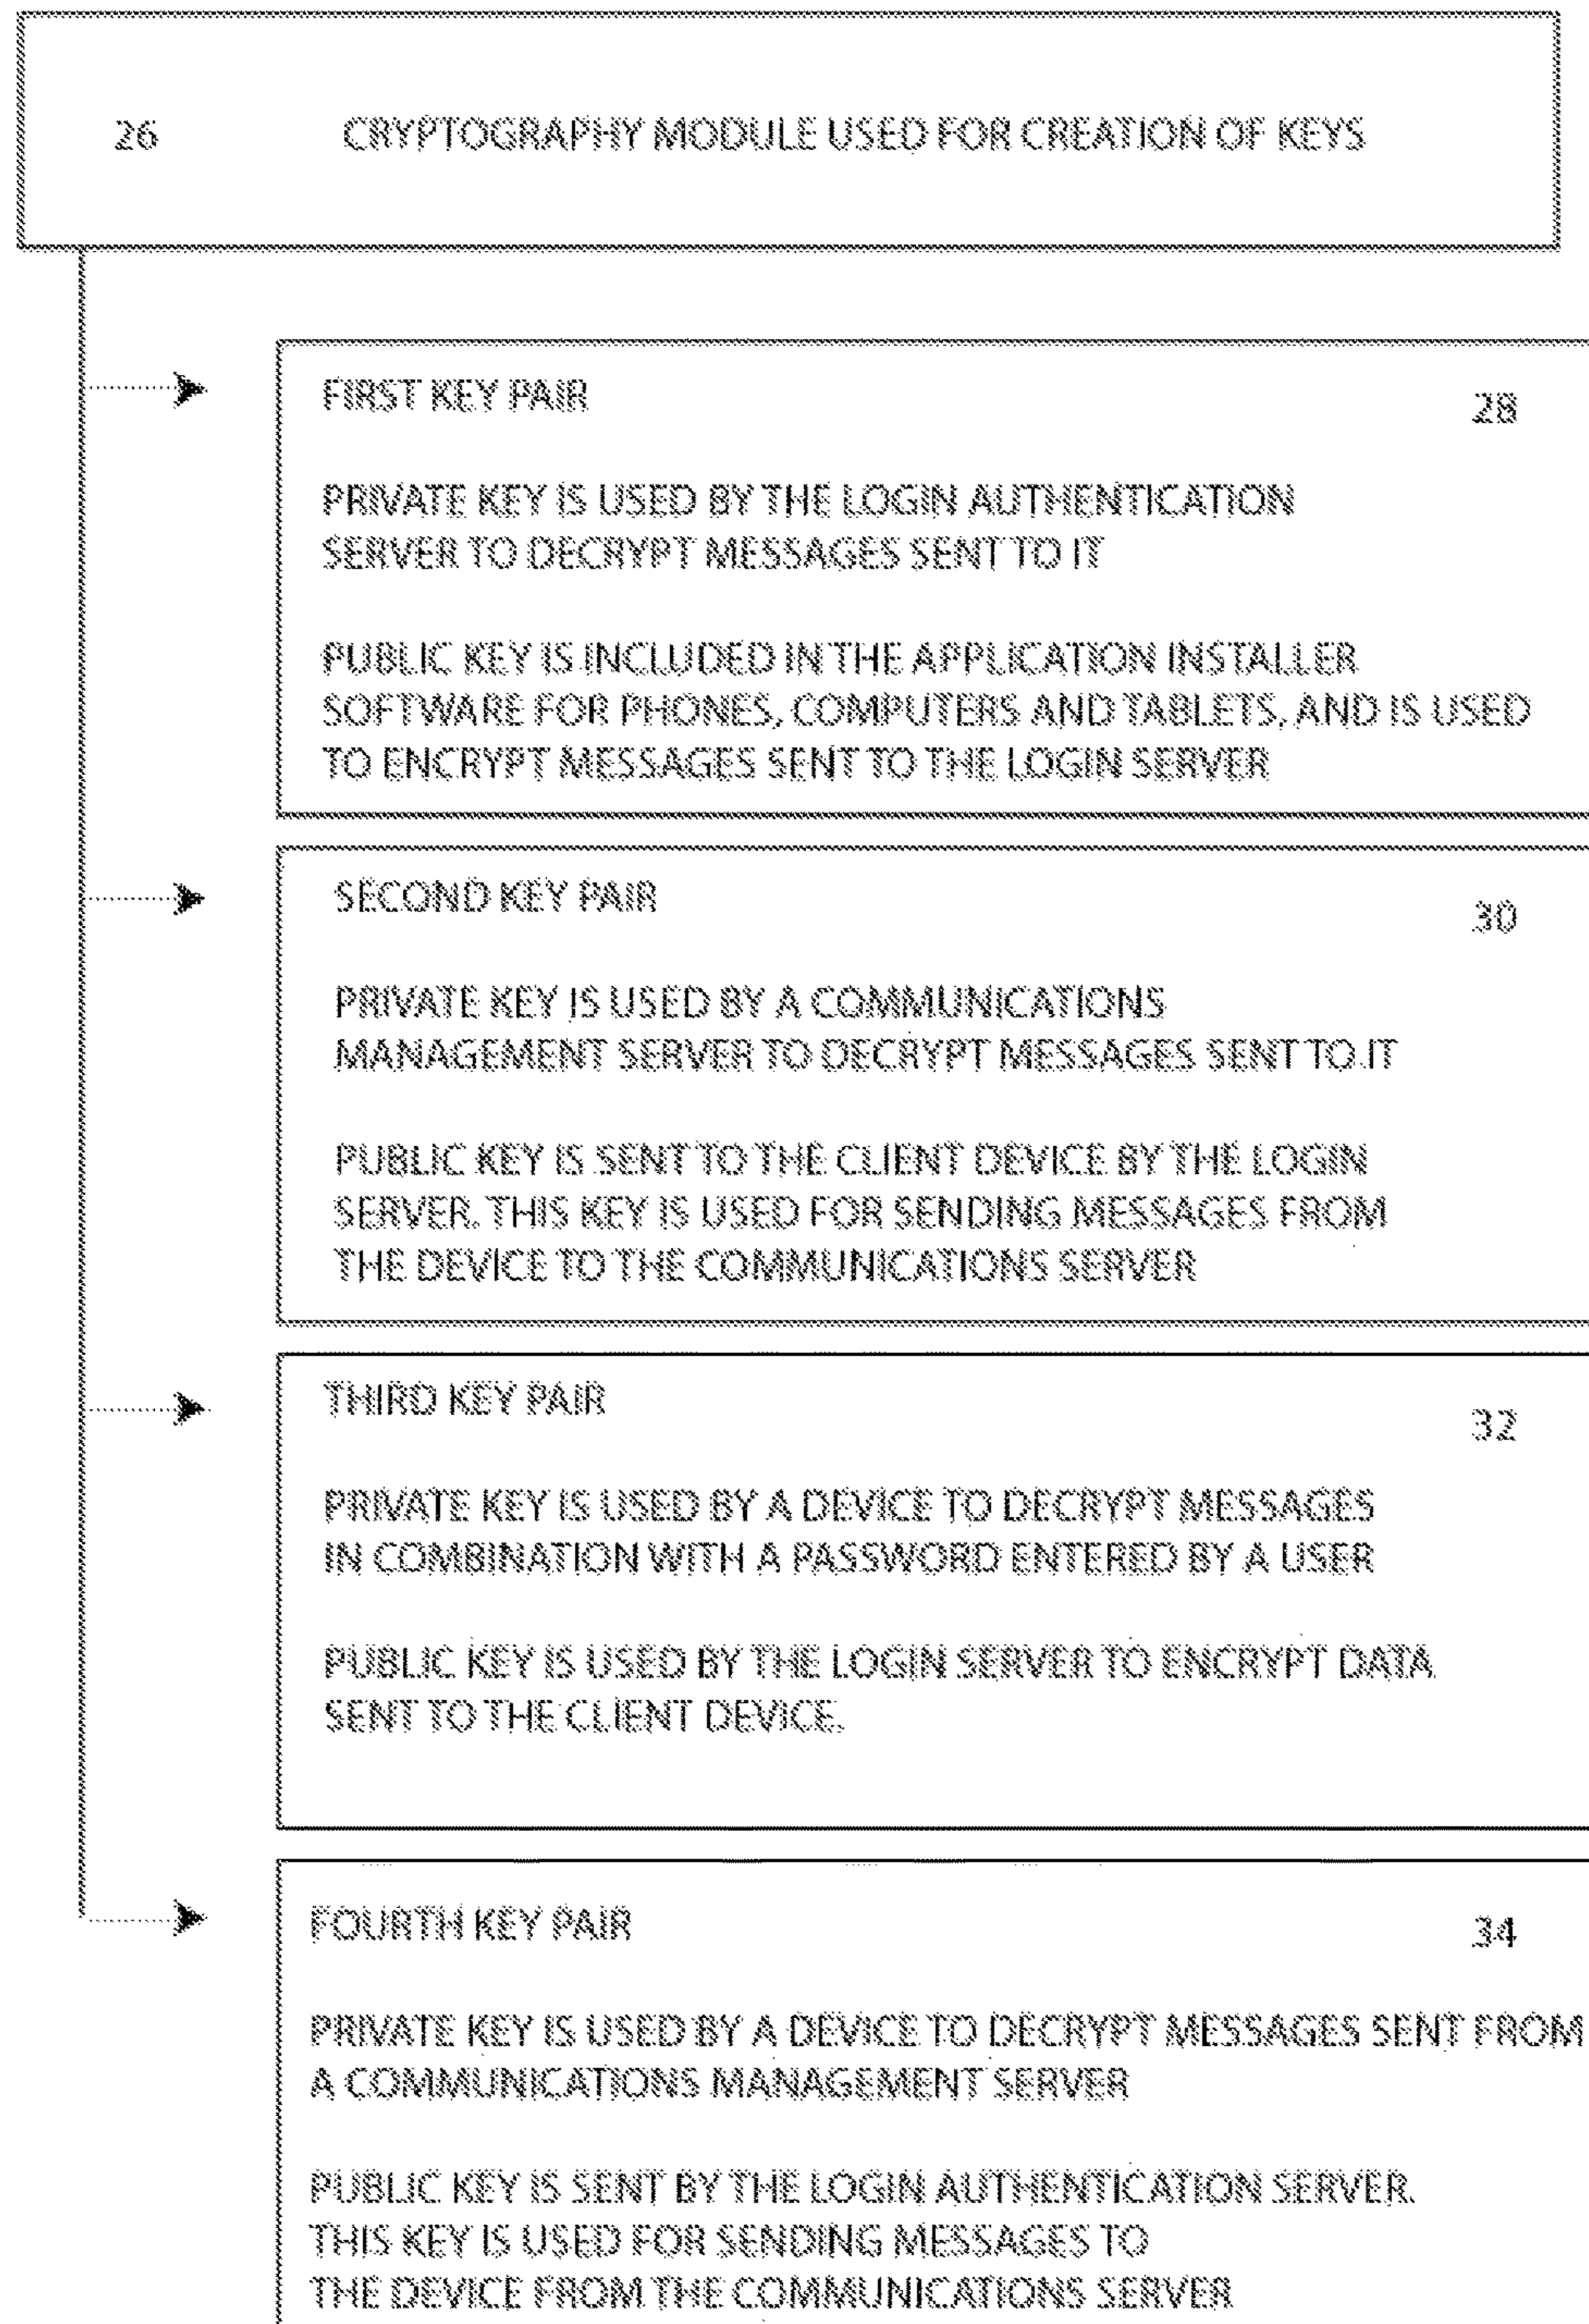 26 CRYPTOGRAPHY MODULE USED FOR CREATION OF KEYS
FIRST KEY PAIR 28
PRIVATE KEY IS USED BY THE LOGIN AUTHENTICATION
SERVER TO DECRYPT MESSAGES SENT TO IT
PUBLIC KEY IS INCLUDED IN THE APPLICATION INSTALLER
SOFTWARE FOR PHONES, COMPUTERS AND TABLETS, AND IS USED
TO ENCRYPT MESSAGES SENT TO THE LOGIN SERVER
SECOND KEY PAIR 30
PRIVATE KEY IS USED BY A COMMUNICATIONS
MANAGEMENT SERVER TO DECRYPT MESSAGES SENT TO IT
PUBLIC KEY IS SENT TO THE CLIENT DEVICE BY THE LOGIN
SERVER. THIS KEY IS USED FOR SENDING MESSAGES FROM
THE DEVICE TO THE COMMUNICATIONS SERVER
THIRD KEY PAIR 32
PRIVATE KEY IS USED BY A DEVICE TO DECRYPT MESSAGES
IN COMBINATION WITH A PASSWORD ENTERED BY A USER
PUBLIC KEY IS USED BY THE LOGIN SERVER TO ENCRYPT DATA
SENT TO THE CLIENT DEVICE.
FOURTH KEY PAIR 34
PRIVATE KEY IS USED BY A DEVICE TO DECRYPT MESSAGES SENT FROM
A COMMUNICATIONS MANAGEMENT SERVER
PUBLIC KEY IS SENT BY THE LOGIN AUTHENTICATION SERVER.
THIS KEY IS USED FOR SENDING MESSAGES TO
THE DEVICE FROM THE COMMUNICATIONS SERVER